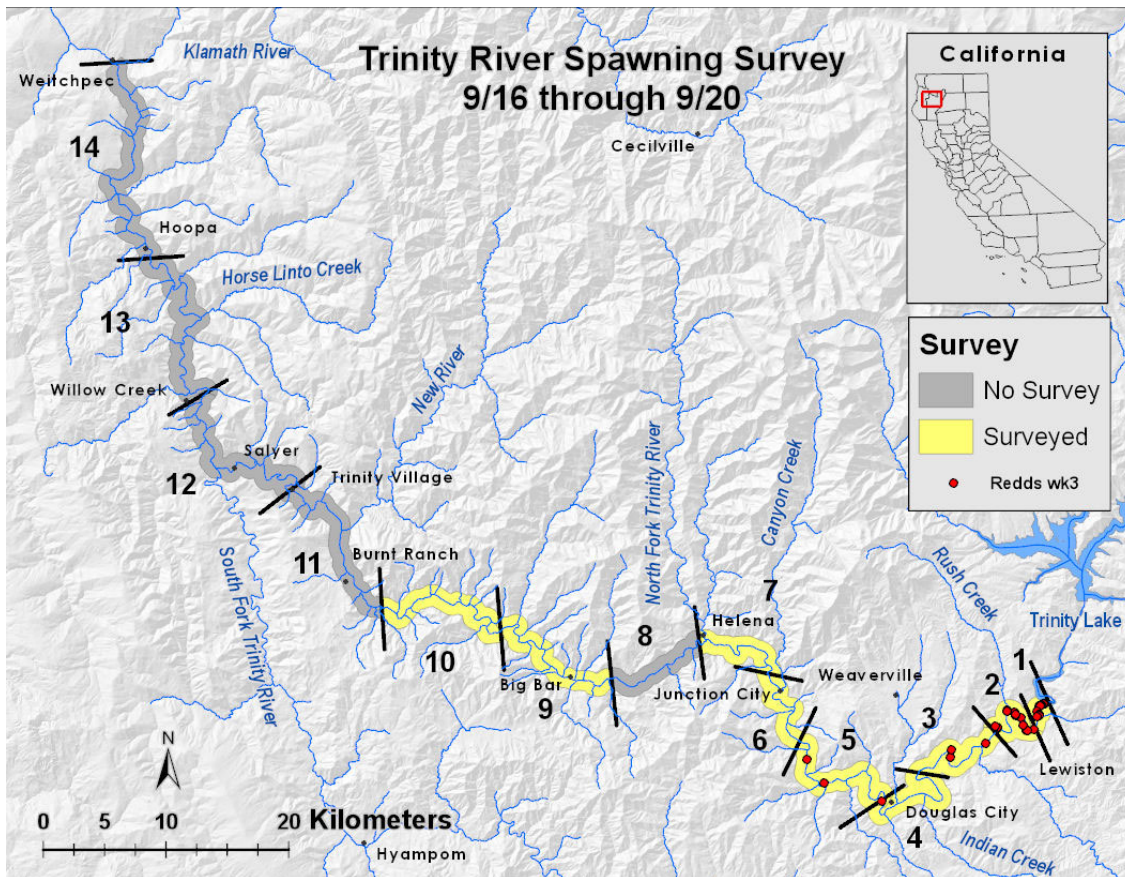 Trinity River Spawning Survey
9/16 through 9/20
California
Klamath River
Weitchpec
14
Cecilville
Hoopa
Horse Linto Creek
13
Survey
No Survey
Surveyed
Redds wk3
Willow Creek
New River
North Fork Trinity River
Canyon Creek
Salyer
12
Trinity Village
11
Burnt Ranch
South Fork Trinity River
Rush Creek
Trinity Lake
7
Helena
8
10
Big Bar
9
Junction City
Weaverville
1
2
3
6
5
Lewiston
Douglas City
4
Indian Creek
N
0 5 10 20 Kilometers
Hyampom